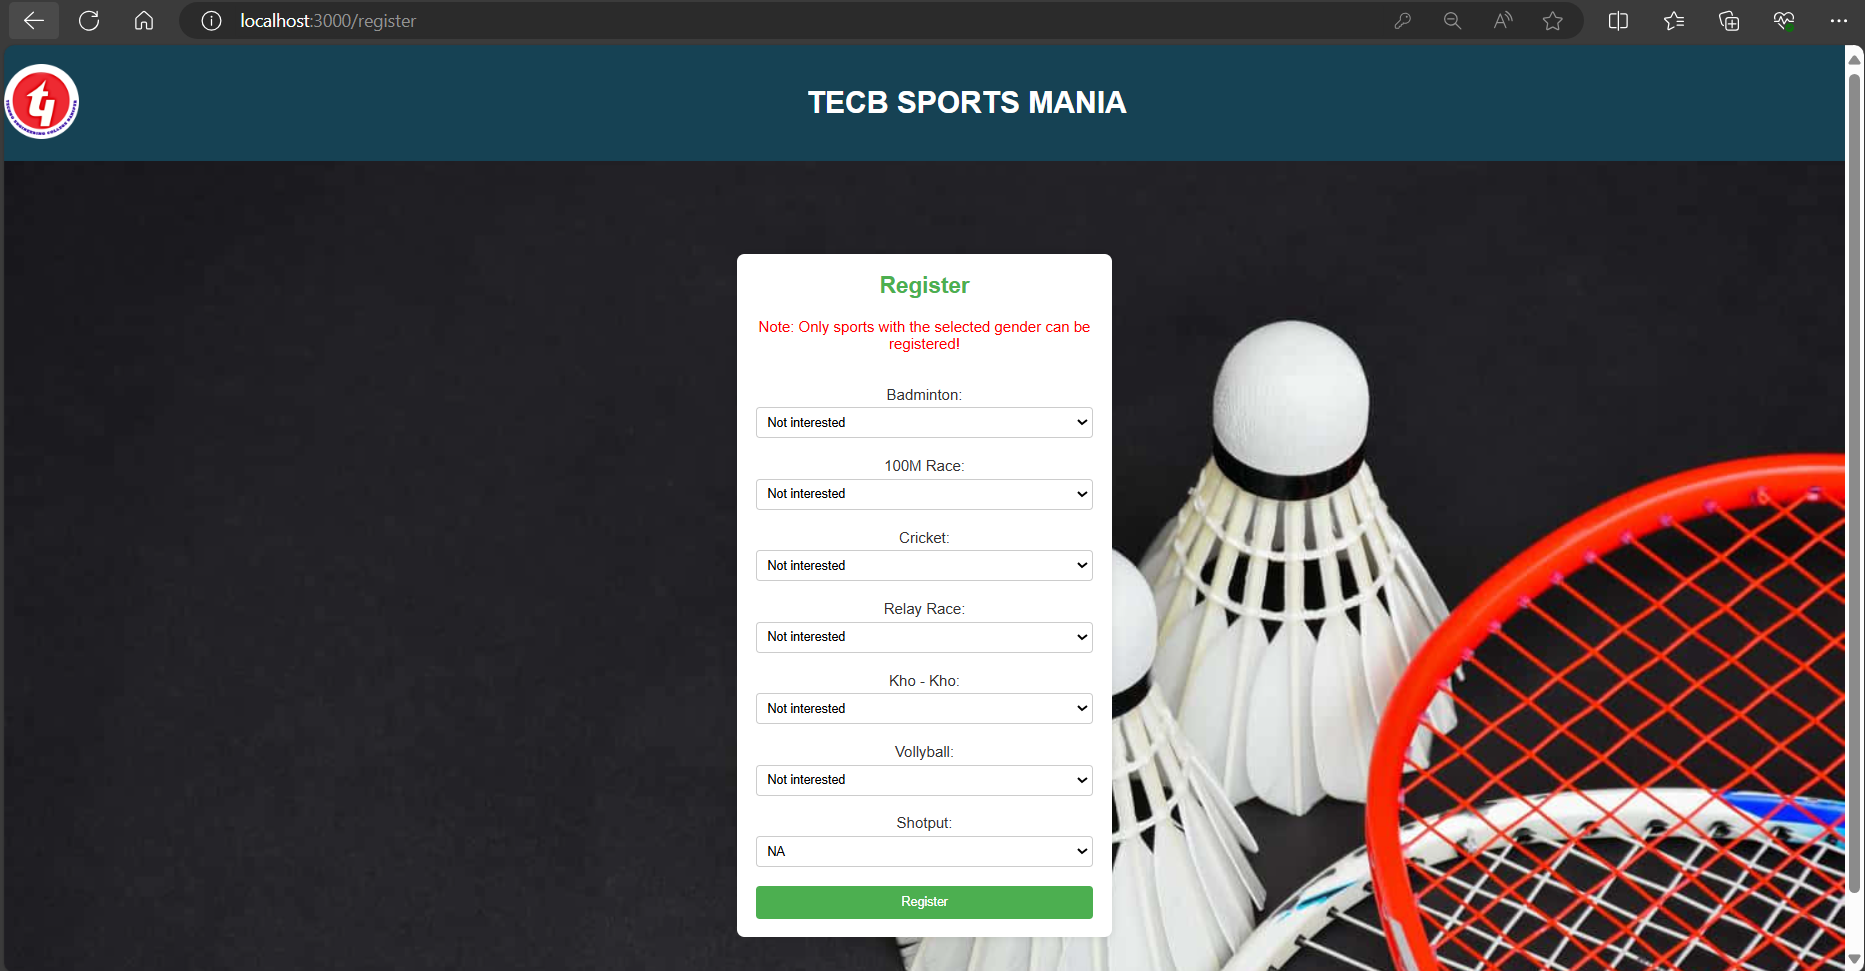 localhost:3000/register
TECB SPORTS MANIA
Register
Note: Only sports with the selected gender can be
registered!
Badminton:
Not interested
100M Race:
Not interested
Cricket:
Not interested
Relay Race:
Not interested
Kho - Kho:
Not interested
Vollyball:
Not interested
Shotput:
NA
Register